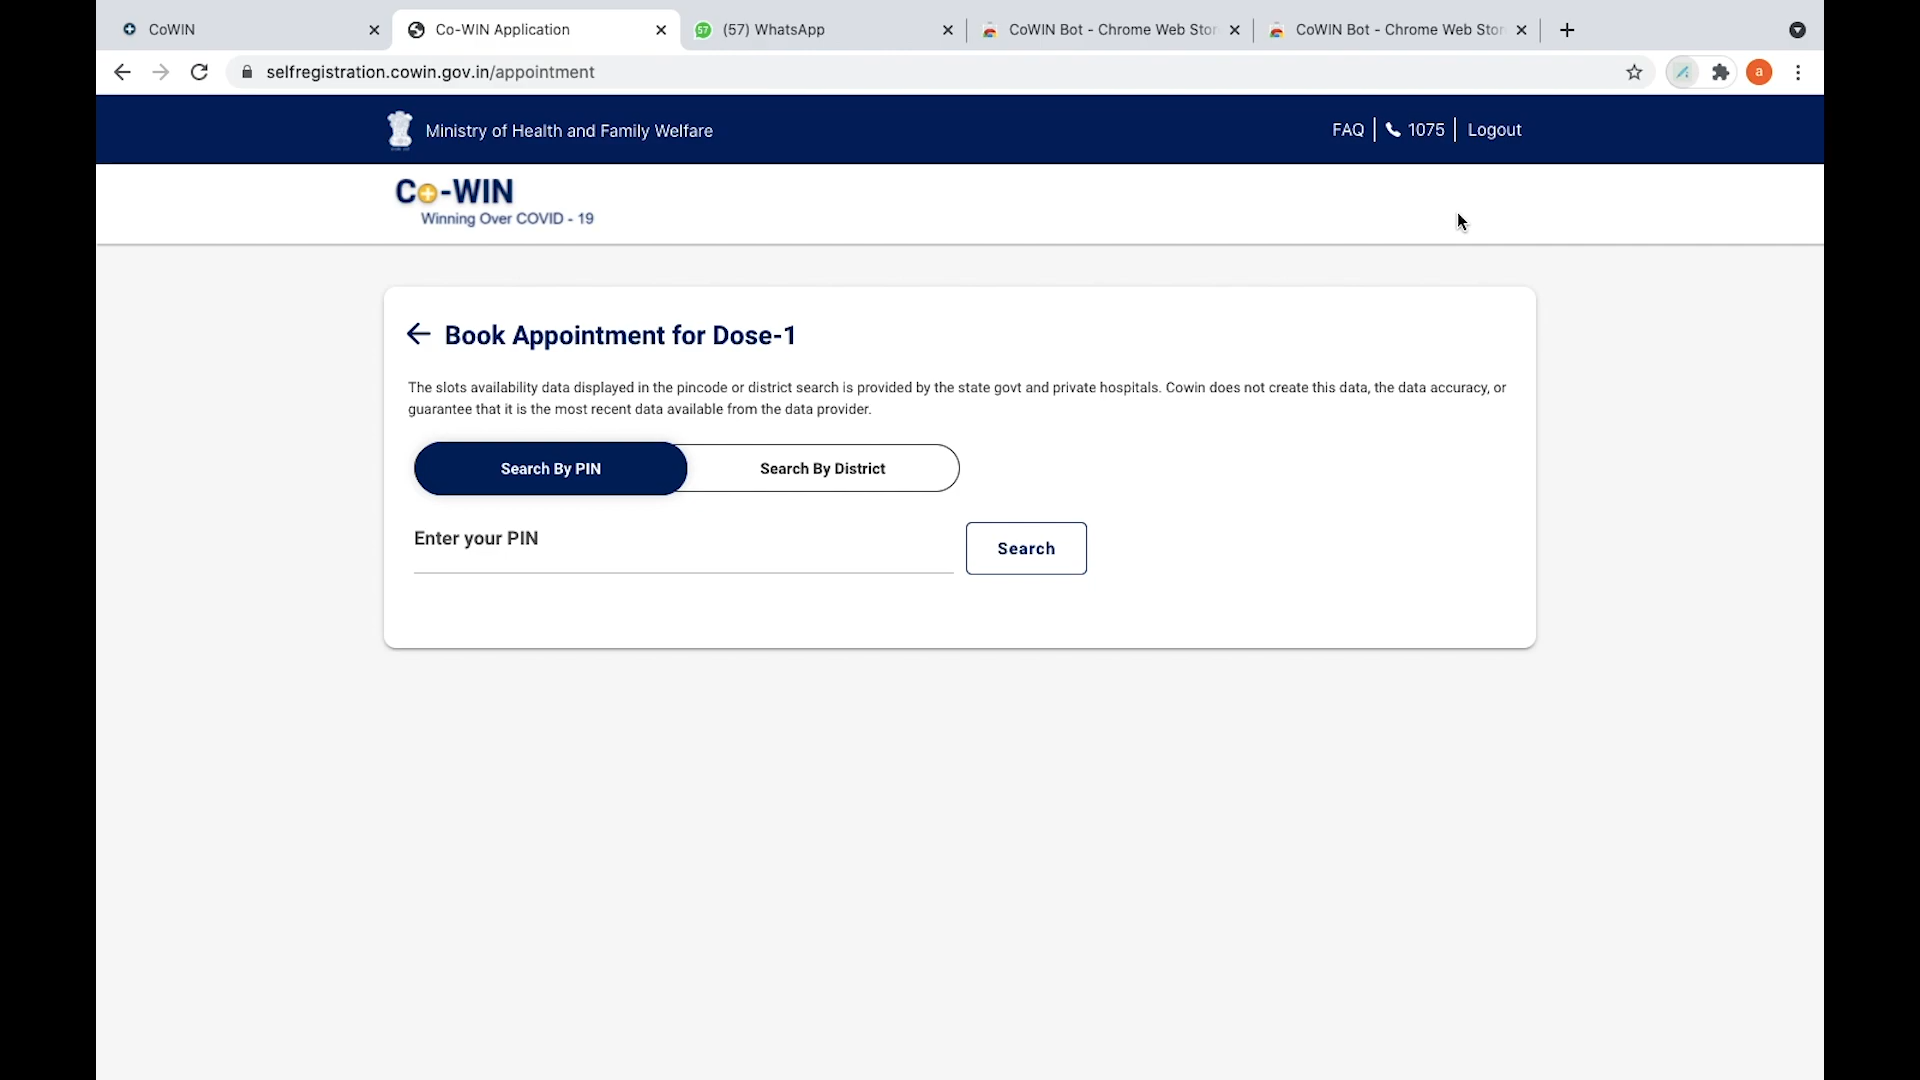 CoWIN
Co-WIN Application
57
(57) WhatsApp
CoWIN Bot - Chrome Web Stor
CoWIN Bot - Chrome Web Stor
selfregistration.cowin.gov.in/appointment
a
Ministry of Health and Family Welfare
FAQ
1075
Logout
Co-WIN
Winning Over COVID - 19
Book Appointment for Dose-1
The slots availability data displayed in the pincode or district search is provided by the state govt and private hospitals. Cowin does not create this data, the data accuracy, or
guarantee that it is the most recent data available from the data provider.
Search By PIN
Search By District
Enter your PIN
Search